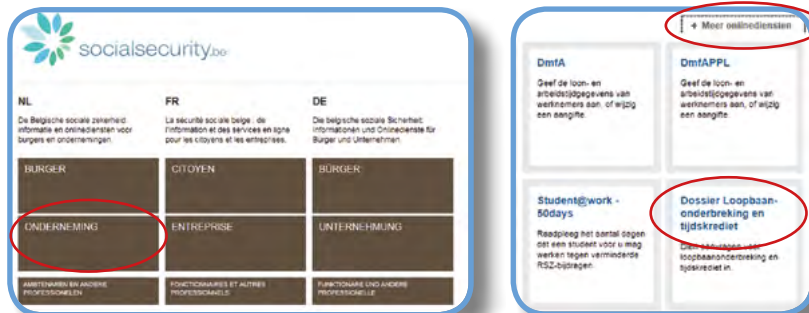 socialsecurity.be
NL
De Belgische sociale zekerheid:
informatie en onlinediensten voor
burgers en ondernemingen.
FR
La sécurité sociale belge : de
l'information et des services en ligne
pour les citoyens et les entreprises.
DE
Die belgische soziale Sicherheit:
Informationen und Onlinedienste für
Bürger und Unternehmen.
BURGER
CITOYEN
BÜRGER
ONDERNEMING
ENTREPRISE
UNTERNEHMUNG
AMBTENAREN EN ANDERE
PROFESSIONELEN
FONCTIONNAIRES ET AUTRES
PROFESSIONNELS
FUNKTIONÄRE UND ANDERE
PROFESSIONELLE
+ Meer onlinediensten
DmfA
Geef de loon- en
arbeidstijdgegevens van
werknemers aan, of wijzig
een aangifte.
DmfAPPL
Geef de loon- en
arbeidstijdgegevens van
werknemers aan, of wijzig
een aangifte.
Student@work -
50days
Raadpleeg het aantal dagen
dat een student voor u mag
werken tegen verminderde
RSZ-bijdragen.
Dossier Loopbaan-
onderbreking en
tijdskrediet
Dien aanvragen voor
loopbaanonderbreking en
tijdskrediet in.